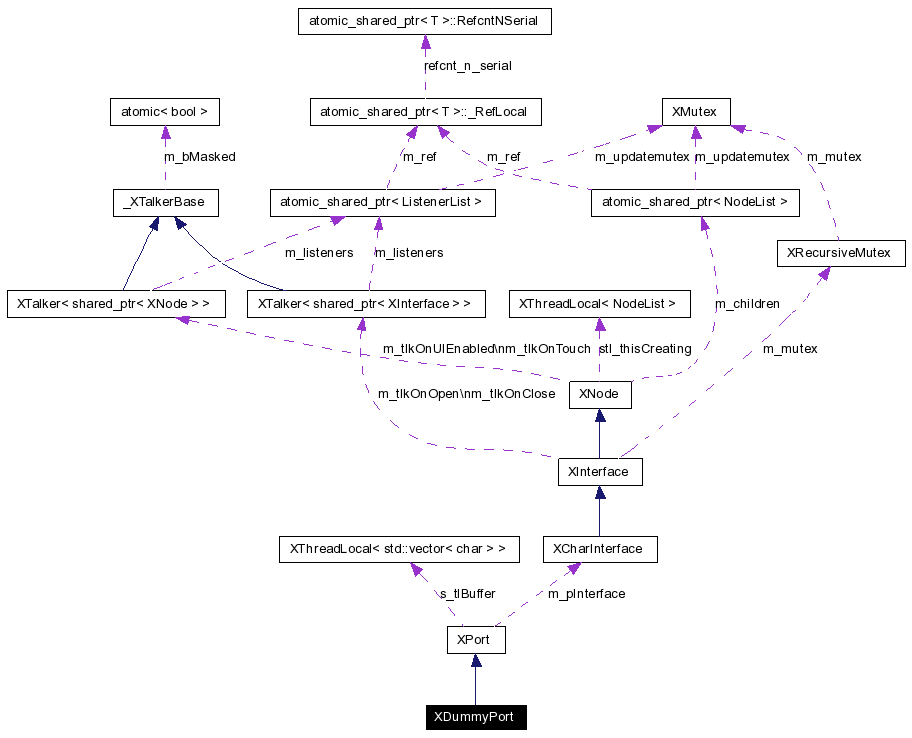 atomic_shared_ptr< T >::RefcntNSerial
refcnt_n_serial
atomic< bool >
atomic_shared_ptr< T >::_RefLocal
XMutex
m_bMasked
m_ref
m_ref
m_updatemutex
m_updatemutex
m_mutex
_XTalkerBase
atomic_shared_ptr< ListenerList >
atomic_shared_ptr< NodeList >
m_listeners
m_listeners
XRecursiveMutex
XTalker< shared_ptr< XNode > >
XTalker< shared_ptr< XInterface > >
XThreadLocal< NodeList >
m_children
m_tlkOnUIEnabled\nm_tlkOnTouch
stl_thisCreating
m_mutex
m_tlkOnOpen\nm_tlkOnClose
XNode
XInterface
XThreadLocal< std::vector< char > >
XCharInterface
s_tlBuffer
m_pInterface
XPort
XDummyPort